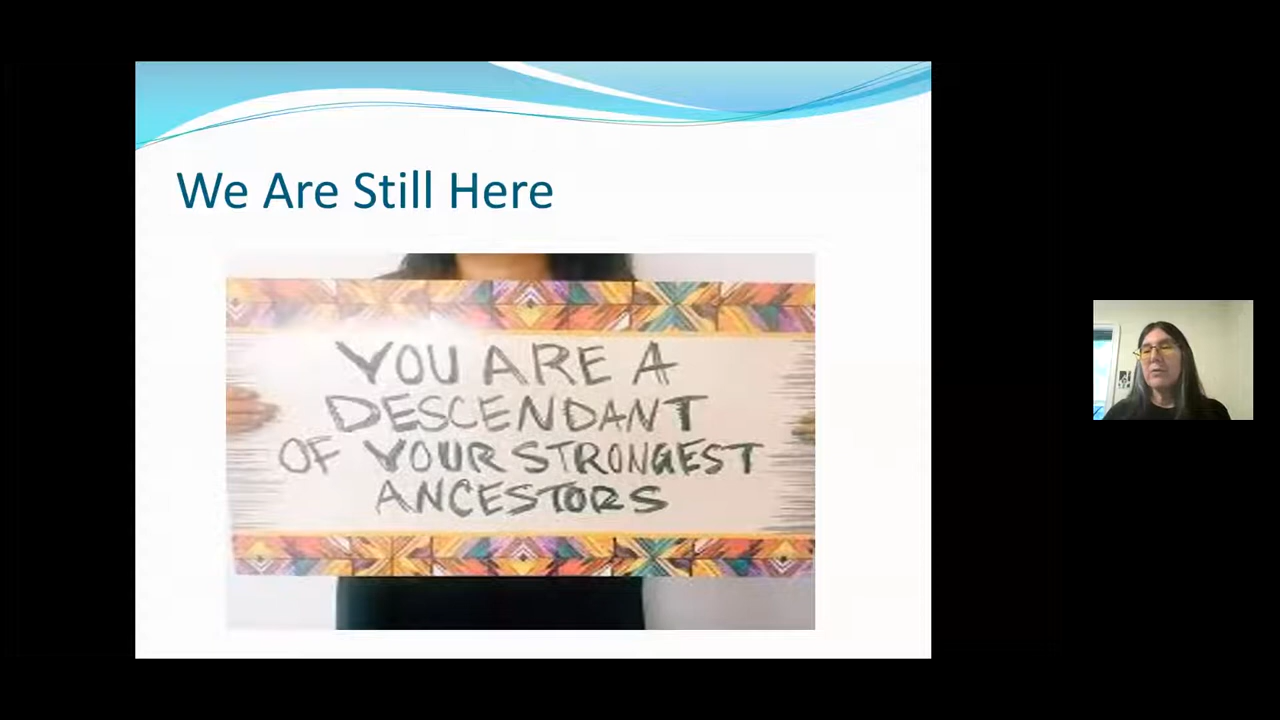 We Are Still Here
YOU ARE A
DESCENDANT
OF YOUR STRONGEST
ANCESTORS